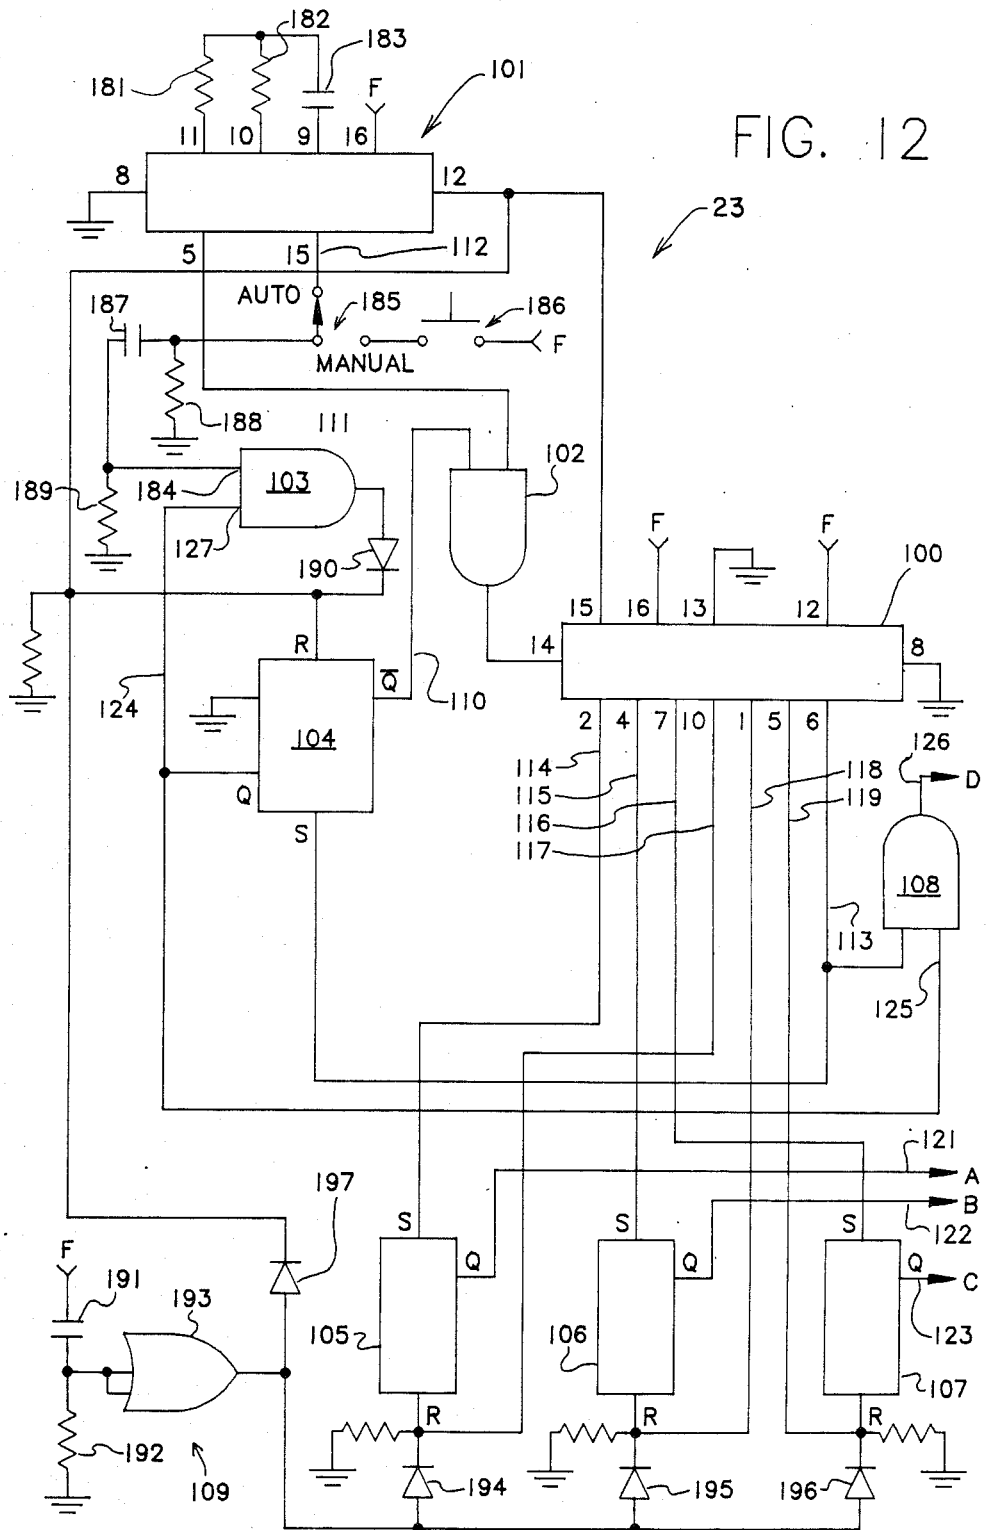 182
183
181
101
F
11 10 9 16
FIG. 12
8
12
23
5
15
112
AUTO
187
185
186
F
MANUAL
188
111
102
184
103
189
127
F
F
190
100
15 16 13 12
R
14
8
Q̅
124
110
104
2 4 7 10 1 5 6
126
114
118
D
Q
115
119
116
S
117
108
113
125
121
A
197
S
S
S
B
F
Q
Q
Q
122
191
193
C
105
106
123
107
R
R
R
192
109
194
195
196